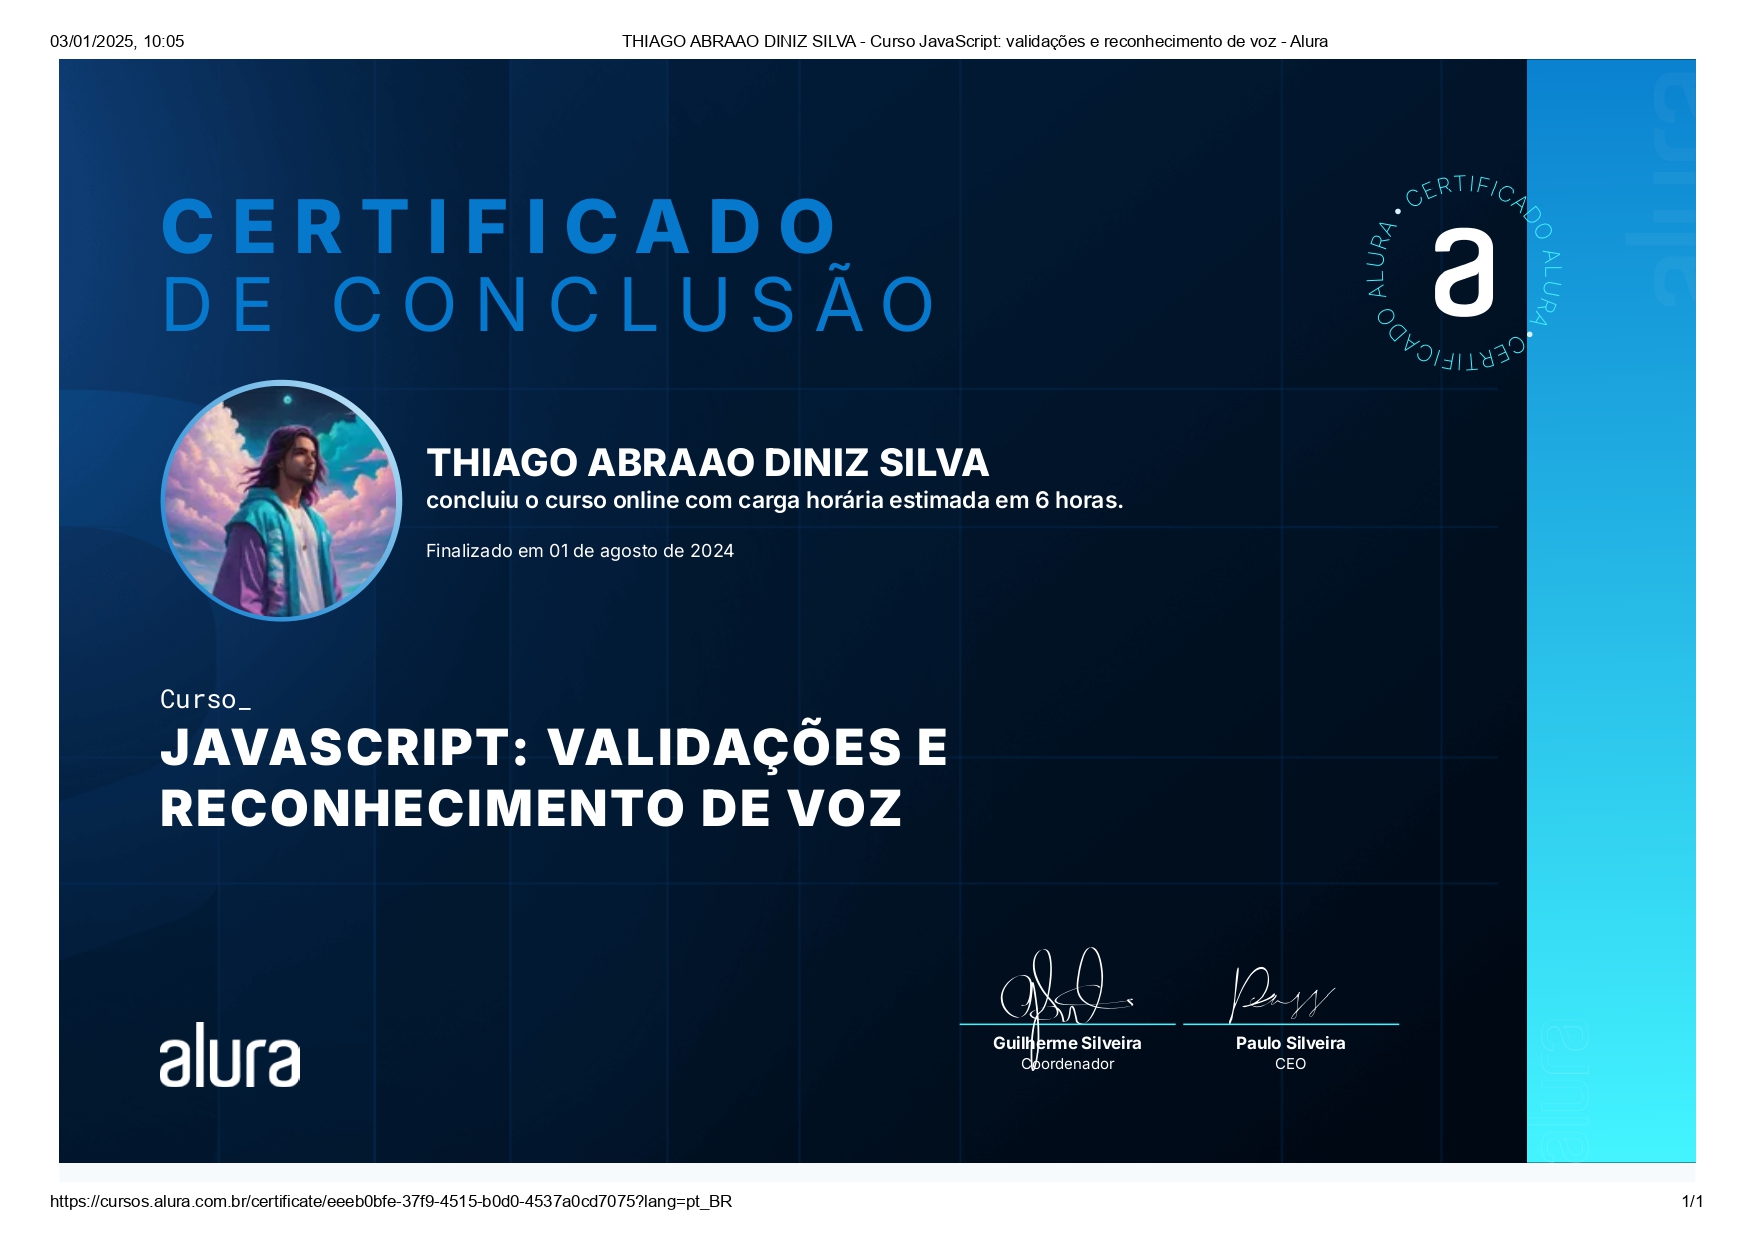 03/01/2025, 10:05
THIAGO ABRAAO DINIZ SILVA - Curso JavaScript: validações e reconhecimento de voz - Alura
CERTIFICADO
DE CONCLUSÃO
CERTIFICADO ALURA • CERTIFICADO ALURA •
a
alura
THIAGO ABRAAO DINIZ SILVA
concluiu o curso online com carga horária estimada em 6 horas.
Finalizado em 01 de agosto de 2024
Curso_
JAVASCRIPT: VALIDAÇÕES E
RECONHECIMENTO DE VOZ
alura
Guilherme Silveira
Coordenador
Paulo Silveira
CEO
alura
https://cursos.alura.com.br/certificate/eeeb0bfe-37f9-4515-b0d0-4537a0cd7075?lang=pt_BR
1/1